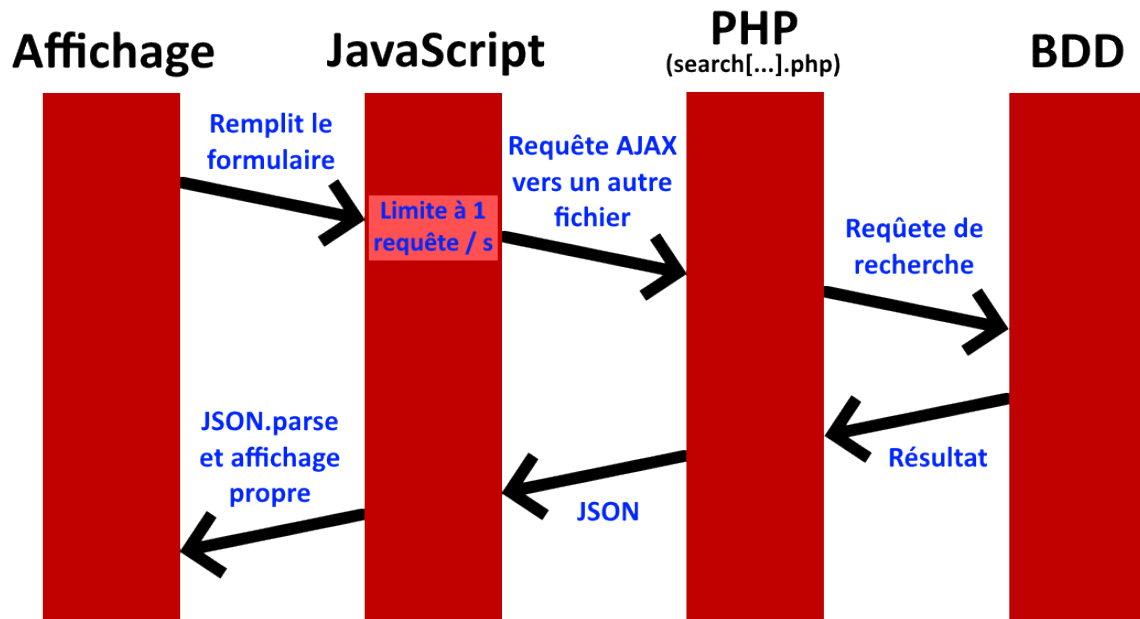 Affichage
JavaScript
PHP
(search[...].php)
BDD
Remplit le
formulaire
Limite à 1
requête / s
Requête AJAX
vers un autre
fichier
Reqûete de
recherche
Résultat
JSON
JSON.parse
et affichage
propre